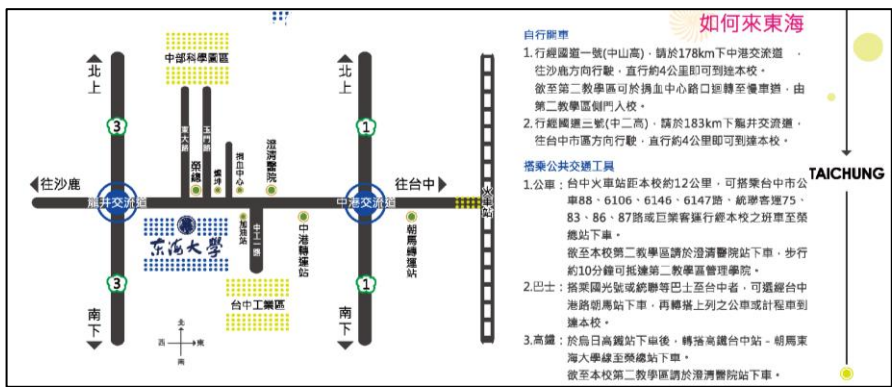 如何來東海
自行開車
1.行經國道一號(中山高)，請於178km下中港交流道，
往沙鹿方向行駛，直行約4公里即可到達本校。
欲至第二教學區可於捐血中心路口迴轉至慢車道，由
第二教學區側門入校。
2.行經國道三號(中二高)，請於183km下龍井交流道，
往台中市區方向行駛，直行約4公里即可到達本校。
搭乘公共交通工具
1.公車：台中火車站距本校約12公里，可搭乘台中市公
車88、6106、6146、6147路、統聯客運75、
83、86、87路或巨業客運行經本校之班車至榮
總站下車。
欲至本校第二教學區請於澄清醫院站下車，步行
約10分鐘可抵達第二教學區管理學院。
2.巴士：搭乘國光號或統聯等巴士至台中者，可選經台中
港路朝馬站下車，再轉搭上列之公車或計程車到
達本校。
3.高鐵：於烏日高鐵站下車後，轉搭高鐵台中站－朝馬東
海大學線至榮總站下車。
欲至本校第二教學區請於澄清醫院站下車。
TAICHUNG
北上
北上
中部科學園區
3
1
東大路
玉門路
榮總
捐血中心
澄清醫院
往沙鹿
往台中
龍井交流道
中港交流道
火車站
东海大學
加油站
中工一路
中港轉運站
朝馬轉運站
3
1
台中工業區
南下
南下
北
西
東
南